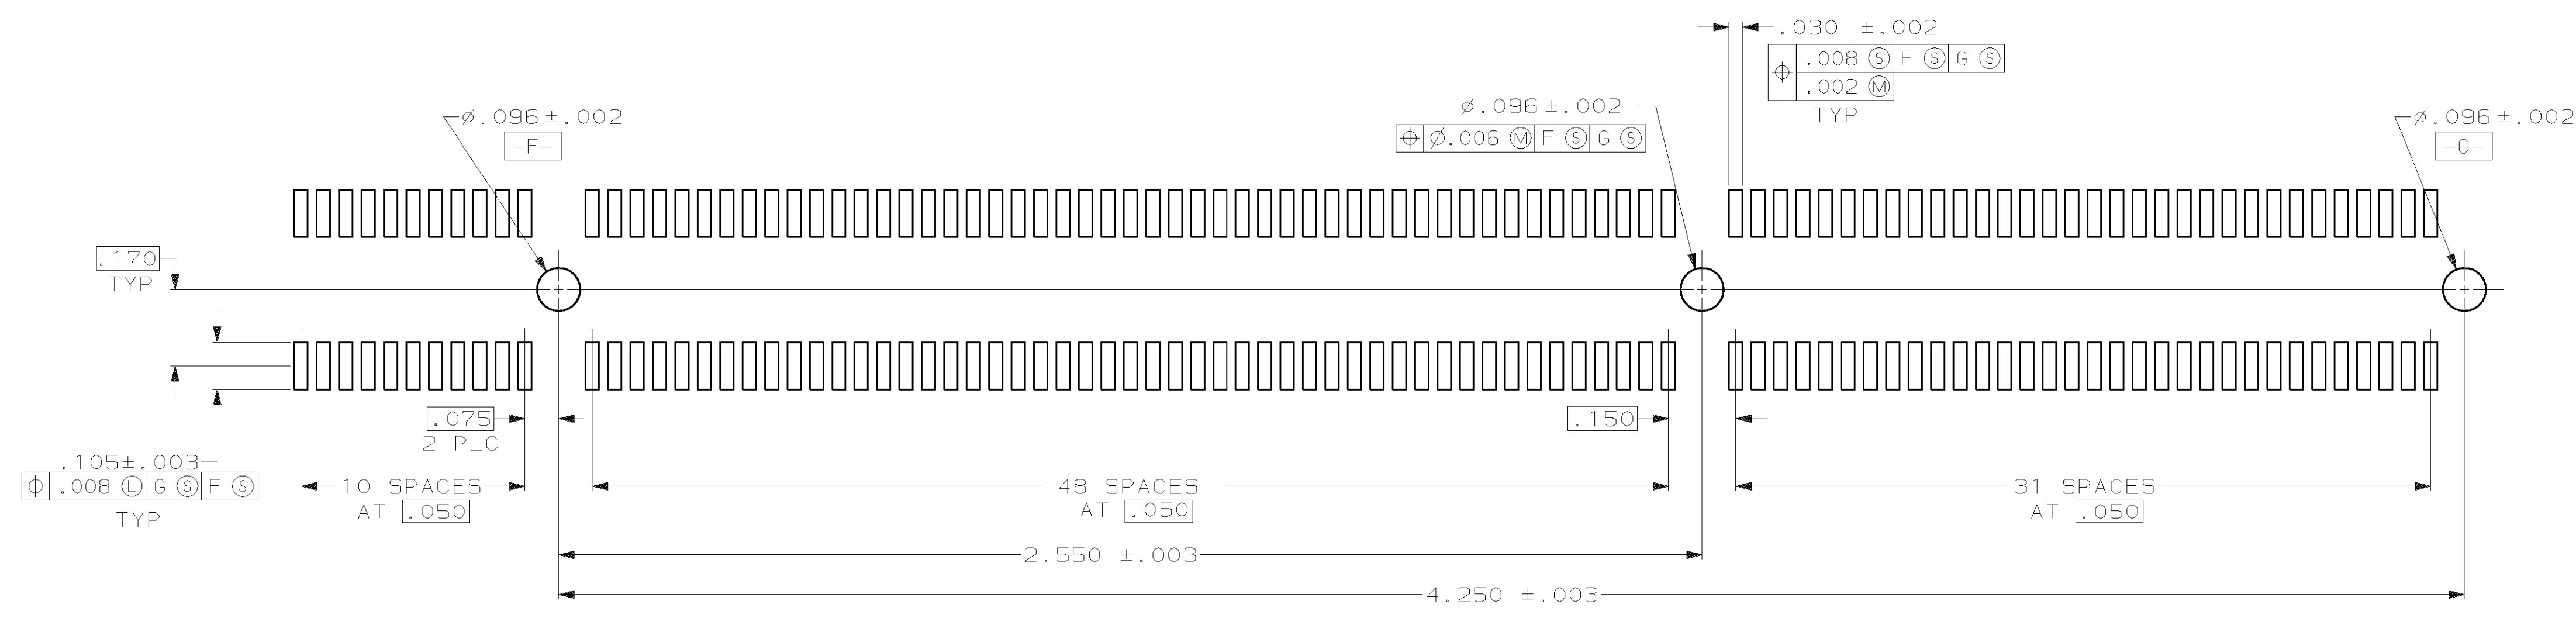 .030 ±.002
⌖ .008 Ⓢ F Ⓢ G Ⓢ
.002 Ⓜ
TYP
⌀.096±.002
-F-
⌀.096±.002
⌖ ⌀.006 Ⓜ F Ⓢ G Ⓢ
⌀.096±.002
-G-
.170
TYP
.075
2 PLC
.150
.105±.003
⌖ .008 Ⓛ G Ⓢ F Ⓢ
TYP
10 SPACES
AT .050
48 SPACES
AT .050
31 SPACES
AT .050
2.550 ±.003
4.250 ±.003